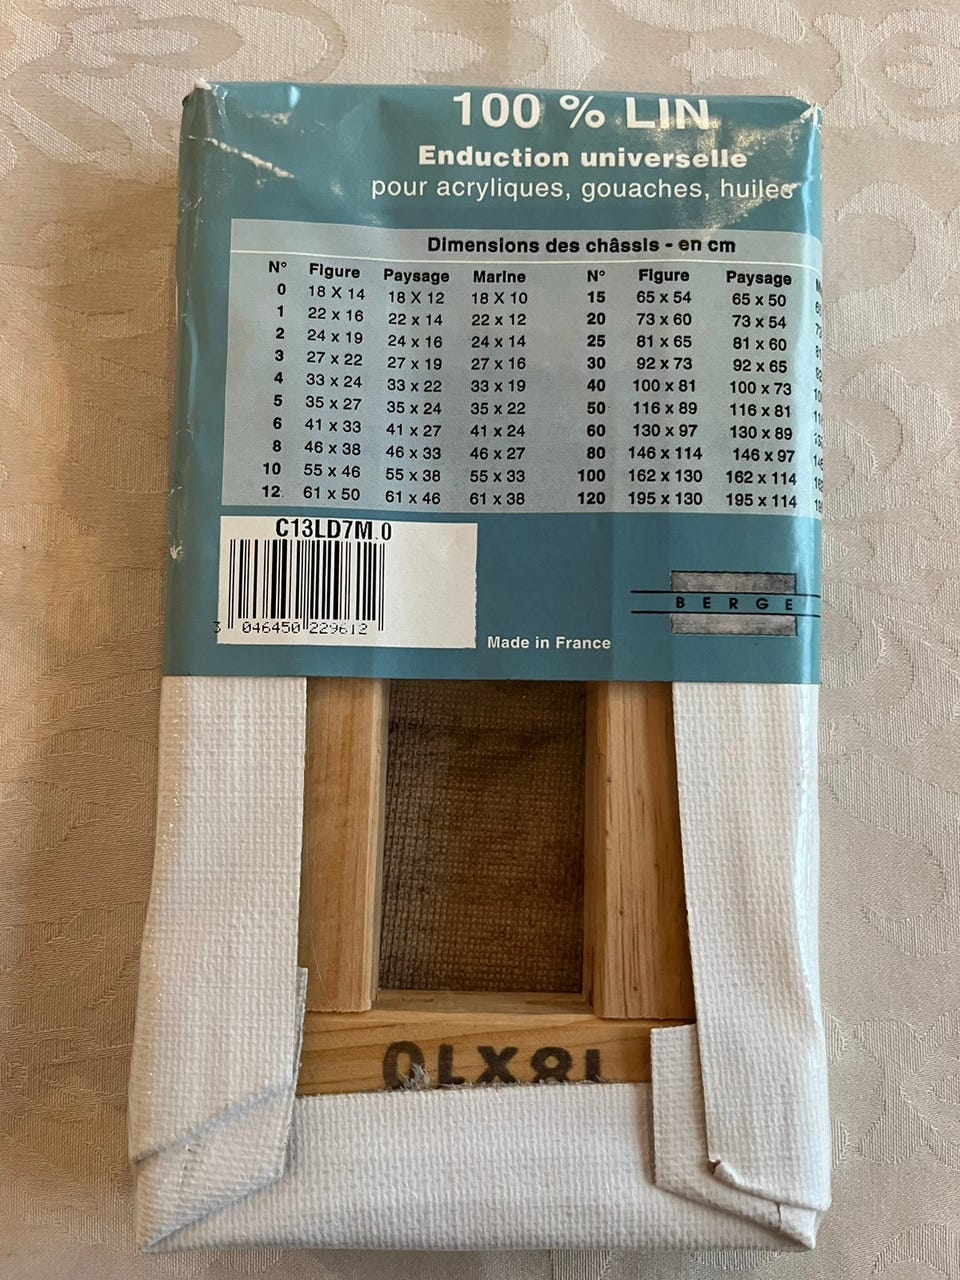 100 % LIN
Enduction universelle
pour acryliques, gouaches, huiles
Dimensions des châssis - en cm
N° Figure Paysage Marine N° Figure Paysage
0 18 X 14 18 X 12 18 X 10 15 65 x 54 65 x 50
1 22 x 16 22 x 14 22 x 12 20 73 x 60 73 x 54
2 24 x 19 24 x 16 24 x 14 25 81 x 65 81 x 60
3 27 x 22 27 x 19 27 x 16 30 92 x 73 92 x 65
4 33 x 24 33 x 22 33 x 19 40 100 x 81 100 x 73
5 35 x 27 35 x 24 35 x 22 50 116 x 89 116 x 81
6 41 x 33 41 x 27 41 x 24 60 130 x 97 130 x 89
8 46 x 38 46 x 33 46 x 27 80 146 x 114 146 x 97
10 55 x 46 55 x 38 55 x 33 100 162 x 130 162 x 114
12 61 x 50 61 x 46 61 x 38 120 195 x 130 195 x 114
C13LD7M.0
3 046450 229612
BERGE
Made in France
18X10